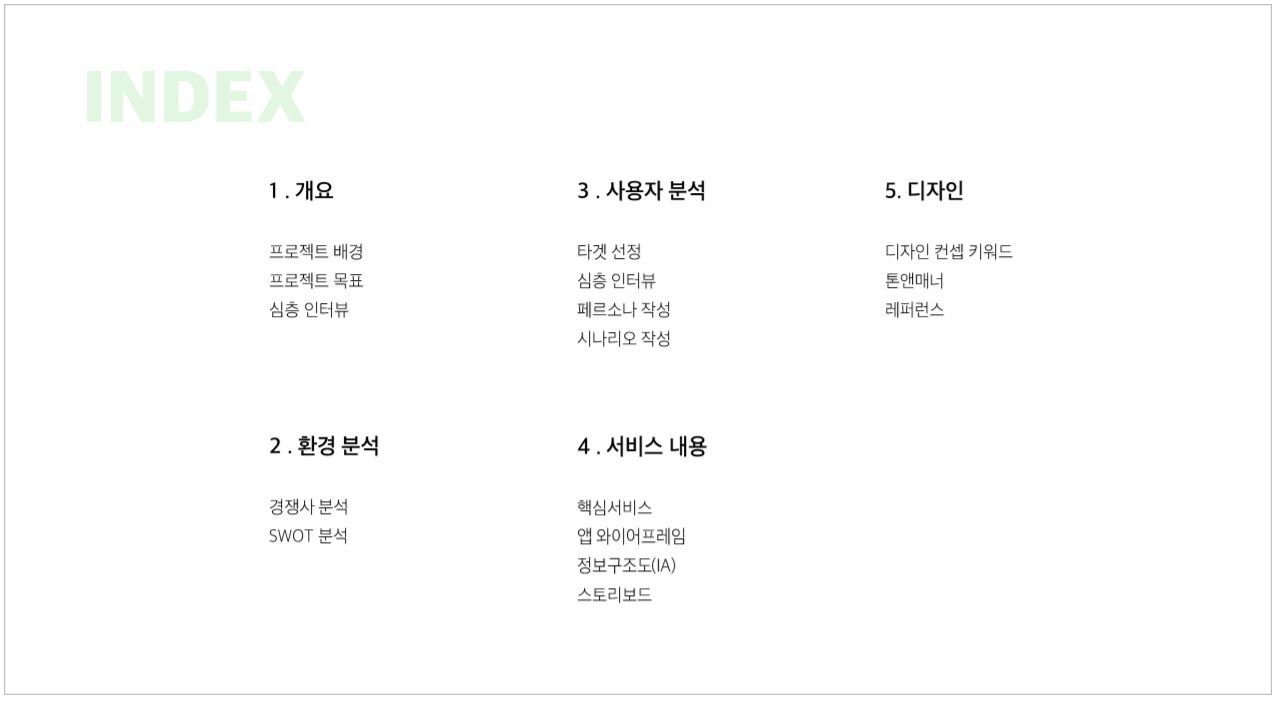 INDEX
1 . 개요
프로젝트 배경
프로젝트 목표
심층 인터뷰
2 . 환경 분석
경쟁사 분석
SWOT 분석
3 . 사용자 분석
타겟 선정
심층 인터뷰
페르소나 작성
시나리오 작성
4 . 서비스 내용
핵심서비스
앱 와이어프레임
정보구조도(IA)
스토리보드
5. 디자인
디자인 컨셉 키워드
톤앤매너
레퍼런스